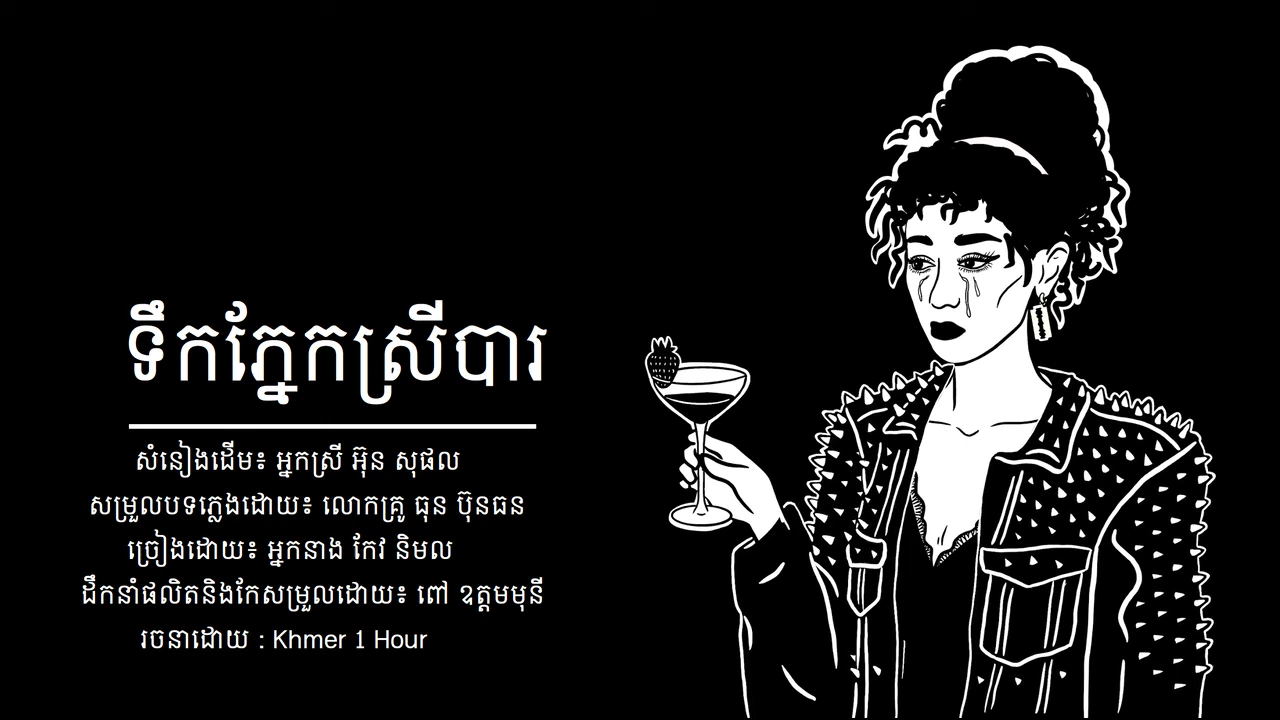 ទឹកភ្នែកស្រីបារ
សំនៀងដើម៖ អ្នកស្រី អ៊ុន សុផល
សម្រួលបទភ្លេងដោយ៖ លោកគ្រូ ធុន ប៊ុនធន
ច្រៀងដោយ៖ អ្នកនាង កែវ និមល
ដឹកនាំផលិតនិងកែសម្រួលដោយ៖ ពៅ ឧត្តមមុនី
រចនាដោយ : Khmer 1 Hour